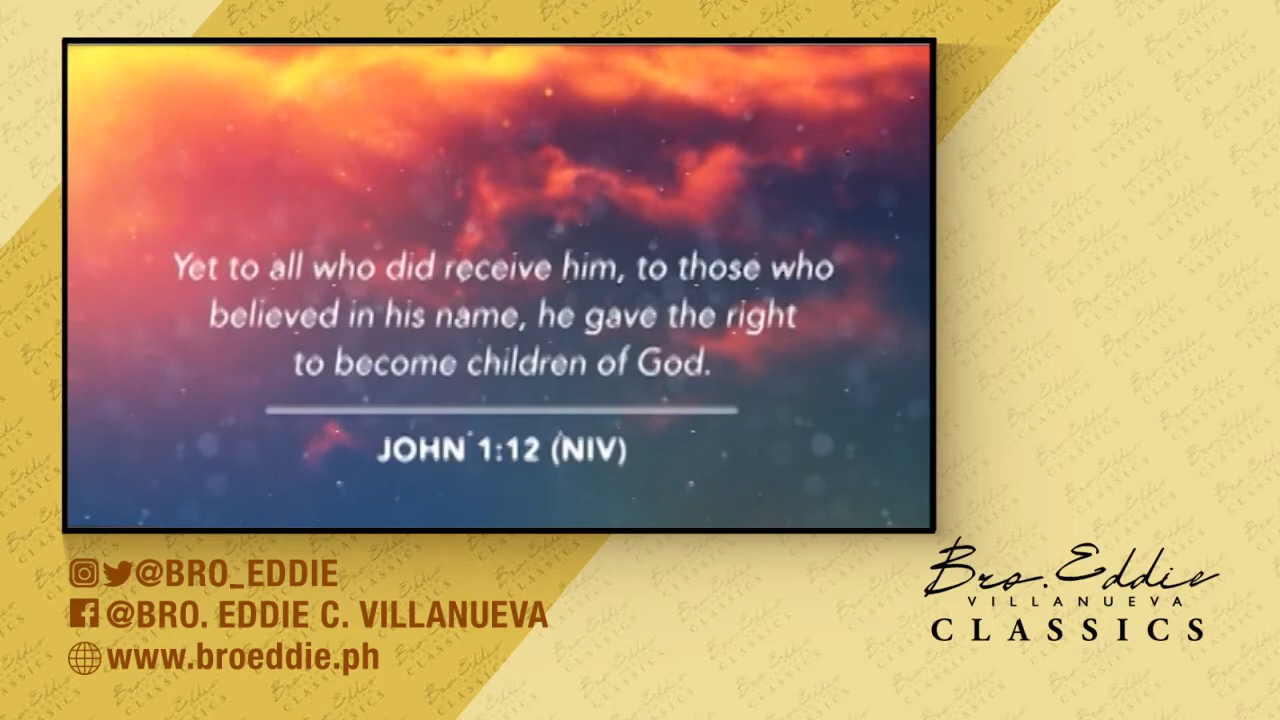 Yet to all who did receive him, to those who
believed in his name, he gave the right
to become children of God.
JOHN 1:12 (NIV)
@BRO_EDDIE
@BRO. EDDIE C. VILLANUEVA
www.broeddie.ph
Bro. Eddie
VILLANUEVA
CLASSICS